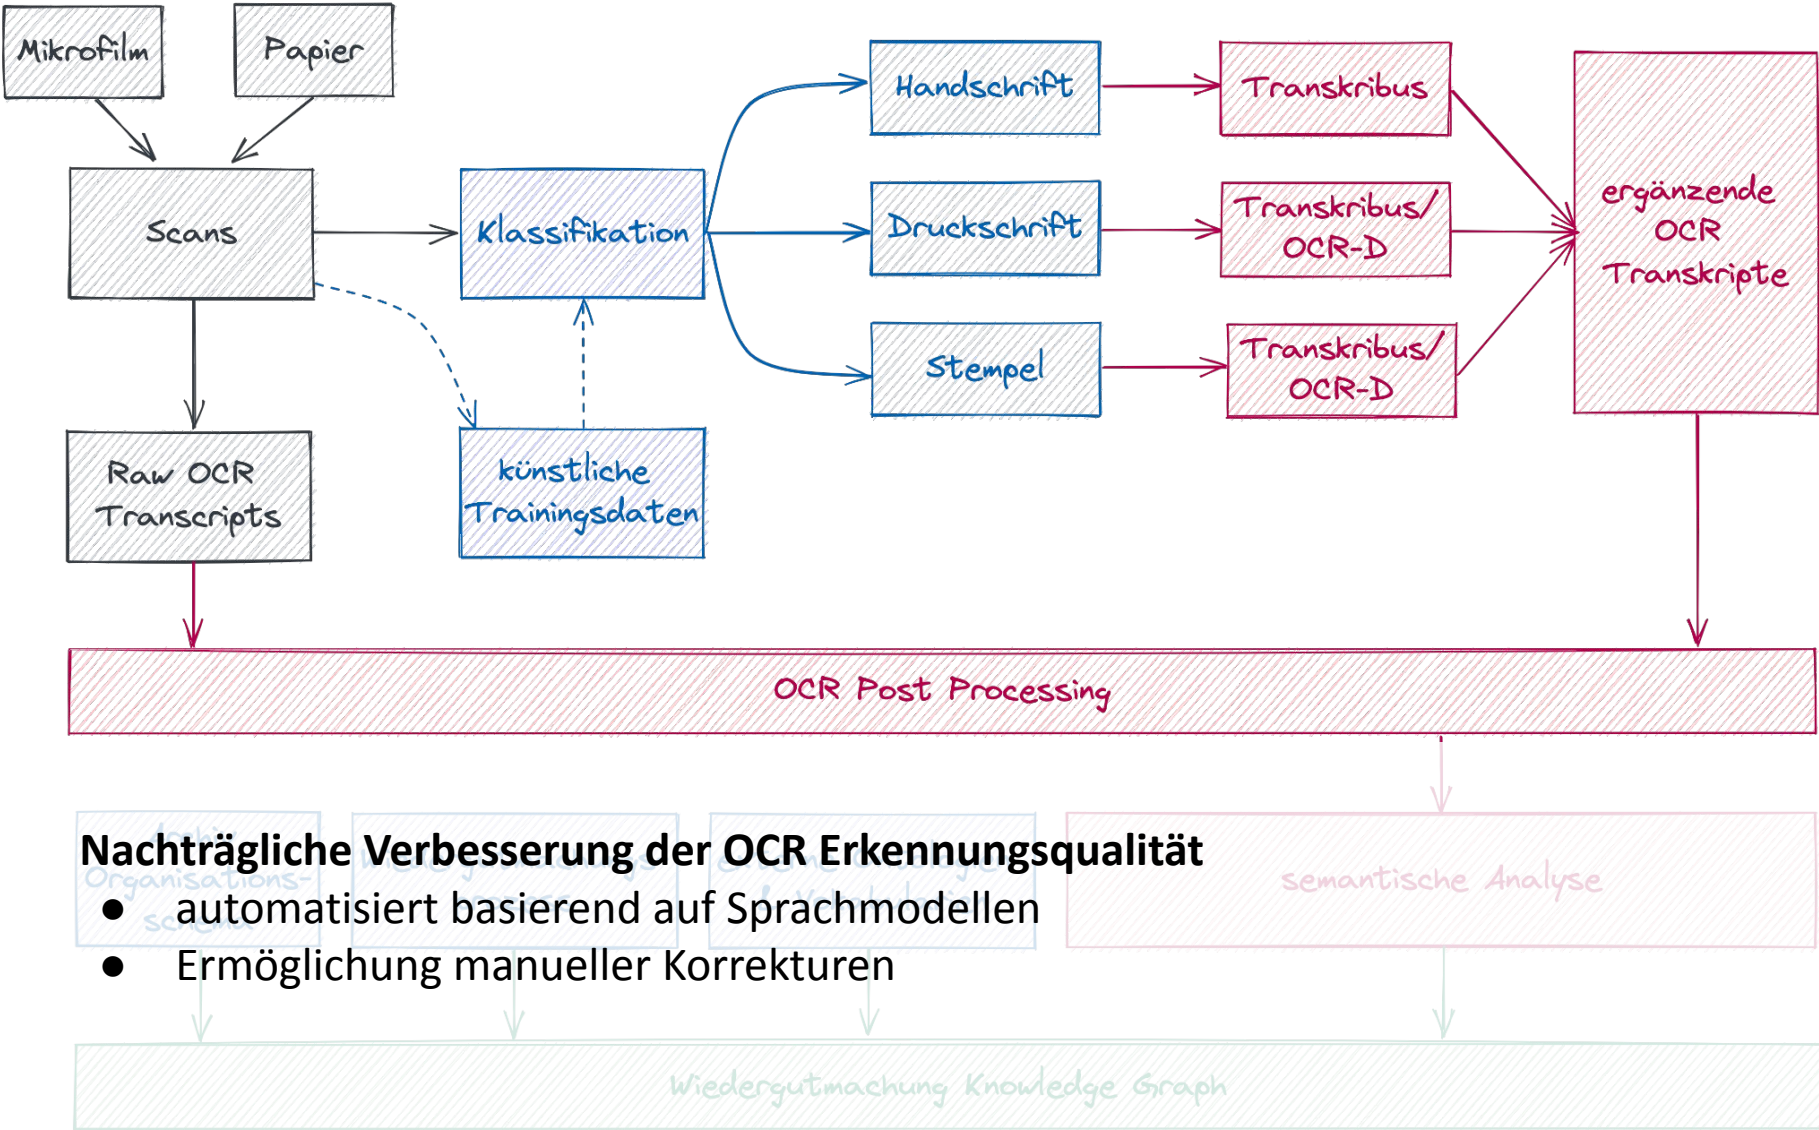 Mikrofilm
Papier
Scans
Klassifikation
Handschrift
Transkribus
Druckschrift
Transkribus/
OCR-D
Stempel
Transkribus/
OCR-D
ergänzende
OCR
Transkripte
Raw OCR
Transcripts
künstliche
Trainingsdaten
OCR Post Processing
Nachträgliche Verbesserung der OCR Erkennungsqualität
● automatisiert basierend auf Sprachmodellen
● Ermöglichung manueller Korrekturen
Organisations-
schema
semantische Analyse
Wiedergutmachung Knowledge Graph